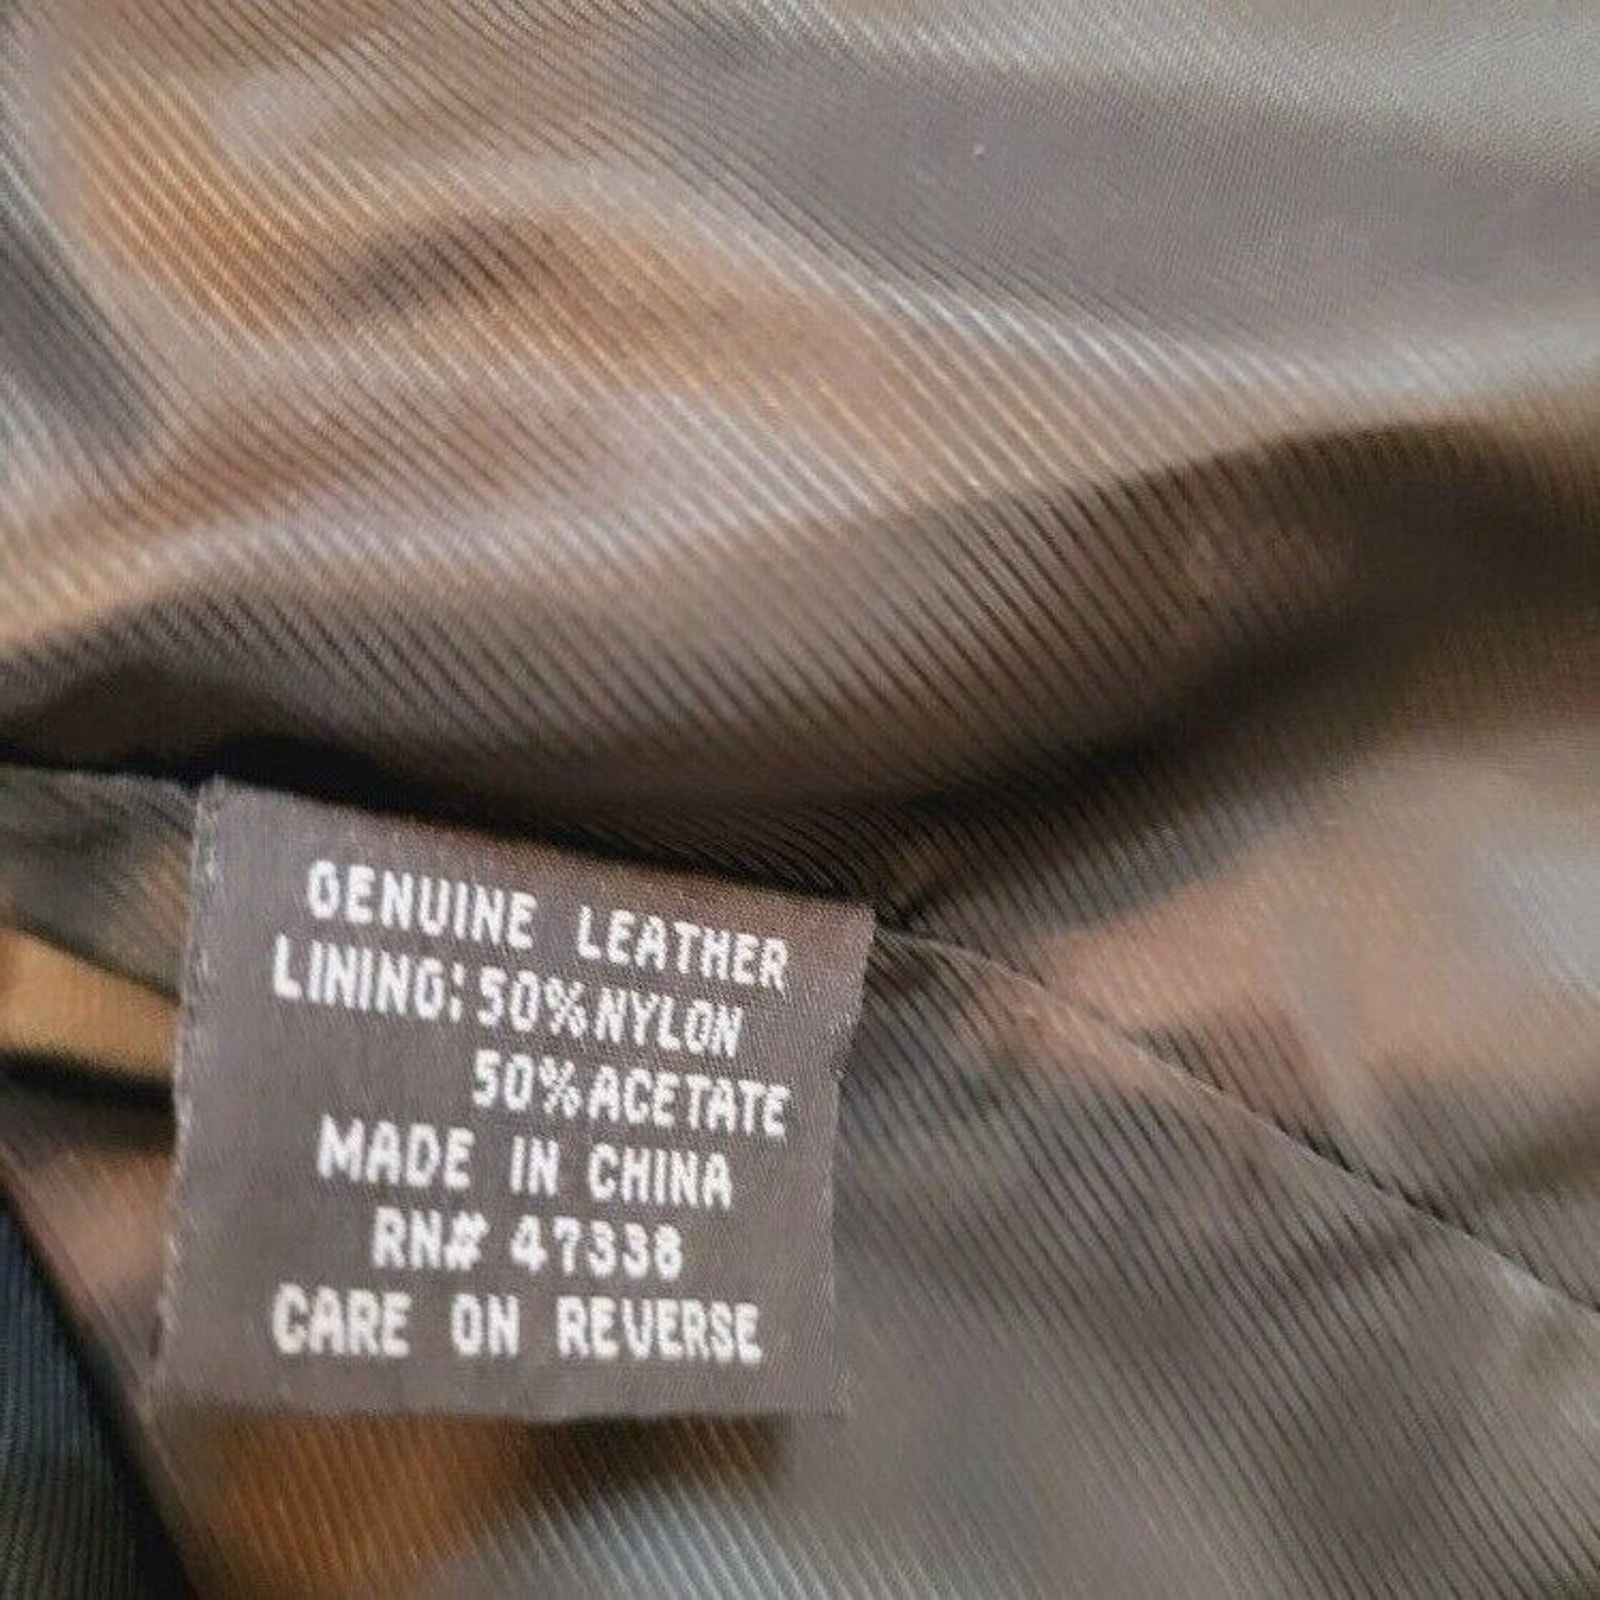 GENUINE LEATHER
LINING: 50% NYLON
50% ACETATE
MADE IN CHINA
RN# 47338
CARE ON REVERSE